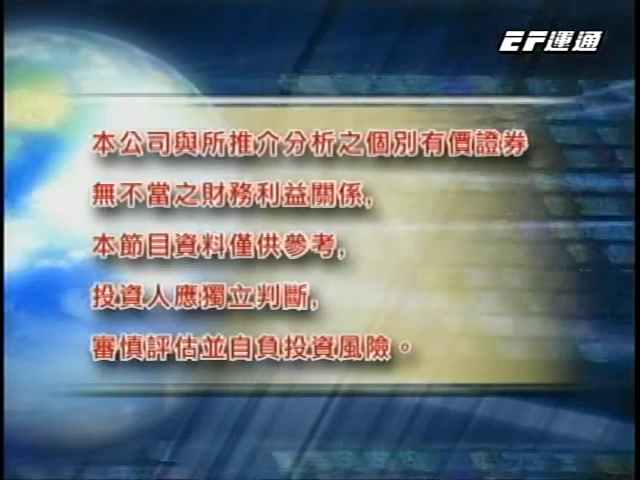 EF運通
本公司與所推介分析之個別有價證券
無不當之財務利益關係,
本節目資料僅供參考,
投資人應獨立判斷,
審慎評估並自負投資風險。